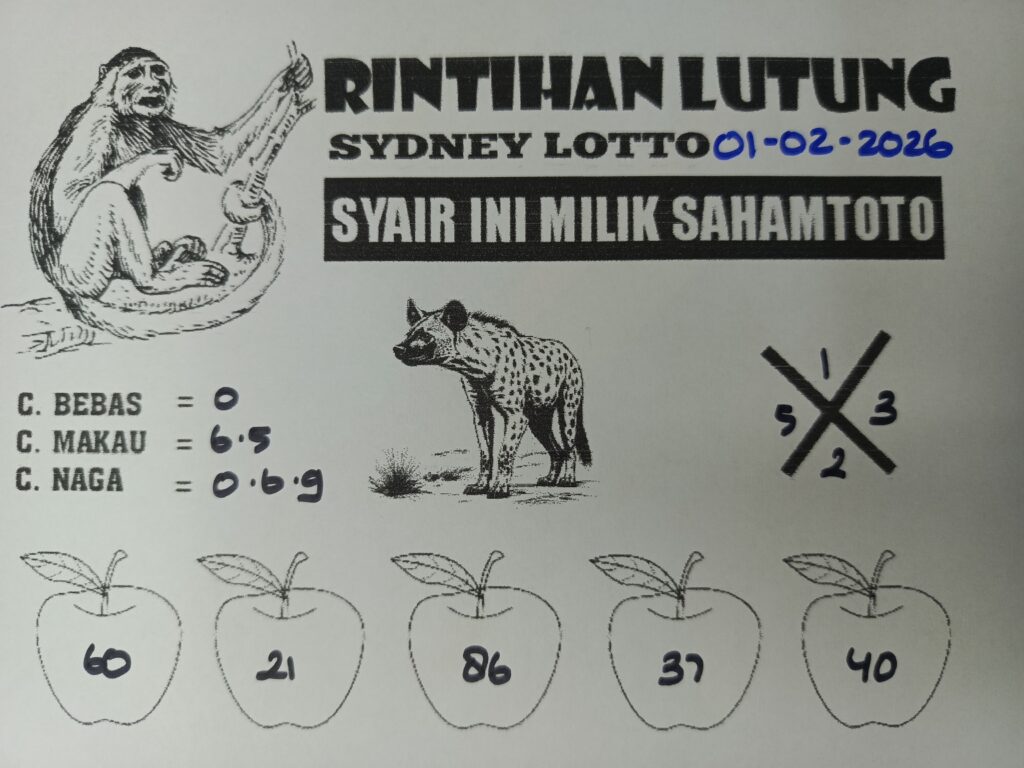 RINTIHAN LUTUNG
SYDNEY LOTTO 01-02-2026
SYAIR INI MILIK SAHAMTOTO
C. BEBAS = 0
C. MAKAU = 6.5
C. NAGA = 0.6.9
1
5 3
2
60 21 86 37 40